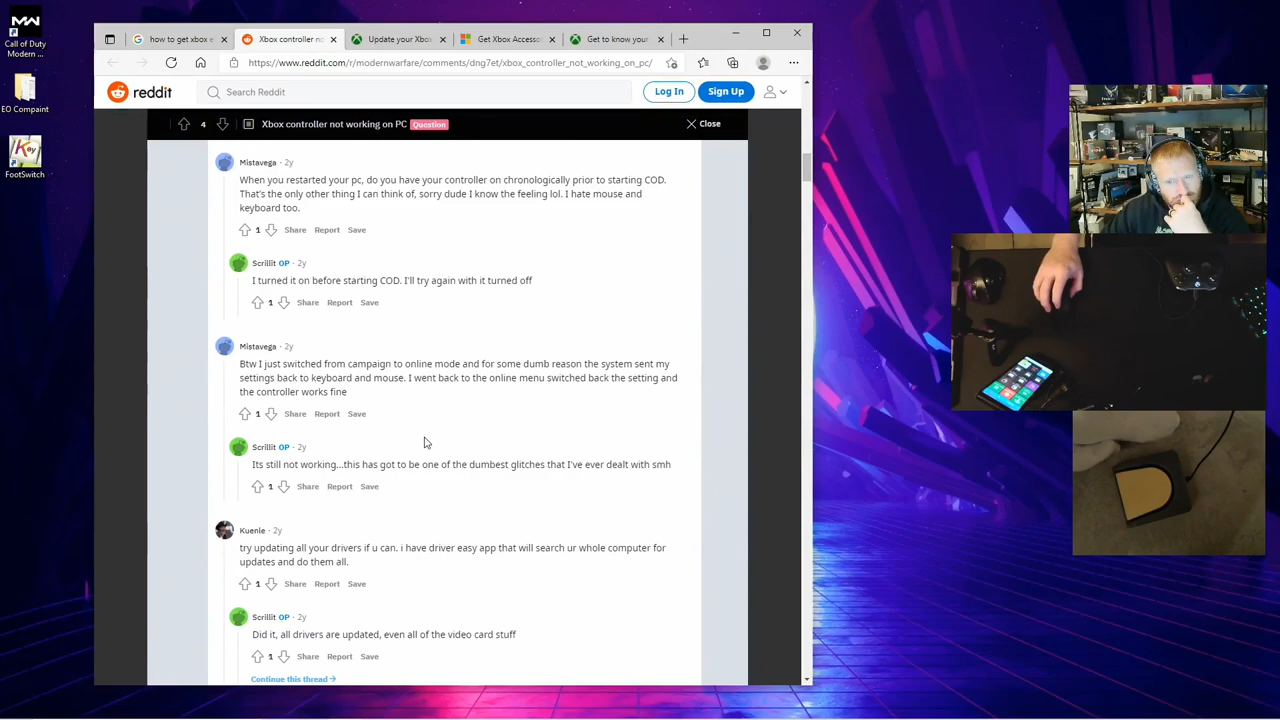 Call of Duty
Modern ...
EO Compaint
Key
FootSwitch
how to get xbox e
Xbox controller no
Update your Xbox
Get Xbox Accesso
Get to know your
https://www.reddit.com/r/modernwarfare/comments/dng7et/xbox_controller_not_working_on_pc/
reddit
Search Reddit
Log In
Sign Up
4
Xbox controller not working on PC Question
Close
Mistavega · 2y
When you restarted your pc, do you have your controller on chronologically prior to starting COD.
That's the only other thing I can think of, sorry dude I know the feeling lol. I hate mouse and
keyboard too.
1 Share Report Save
Scrillit OP · 2y
I turned it on before starting COD. I'll try again with it turned off
1 Share Report Save
Mistavega · 2y
Btw I just switched from campaign to online mode and for some dumb reason the system sent my
settings back to keyboard and mouse. I went back to the online menu switched back the setting and
the controller works fine
1 Share Report Save
Scrillit OP · 2y
Its still not working...this has got to be one of the dumbest glitches that I've ever dealt with smh
1 Share Report Save
Kuenle · 2y
try updating all your drivers if u can. i have driver easy app that will search ur whole computer for
updates and do them all.
1 Share Report Save
Scrillit OP · 2y
Did it, all drivers are updated, even all of the video card stuff
1 Share Report Save
Continue this thread →